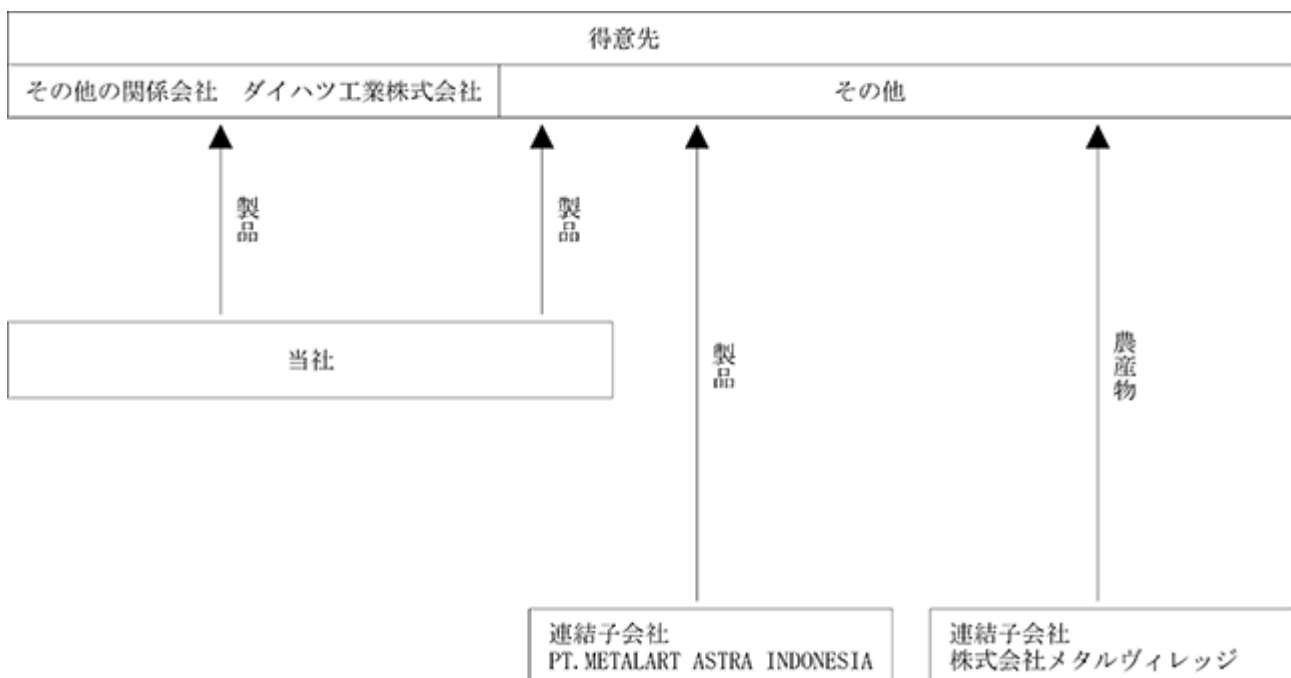 得意先
その他の関係会社　ダイハツ工業株式会社
その他
製品
製品
当社
製品
農産物
連結子会社
PT.METALART ASTRA INDONESIA
連結子会社
株式会社メタルヴィレッジ